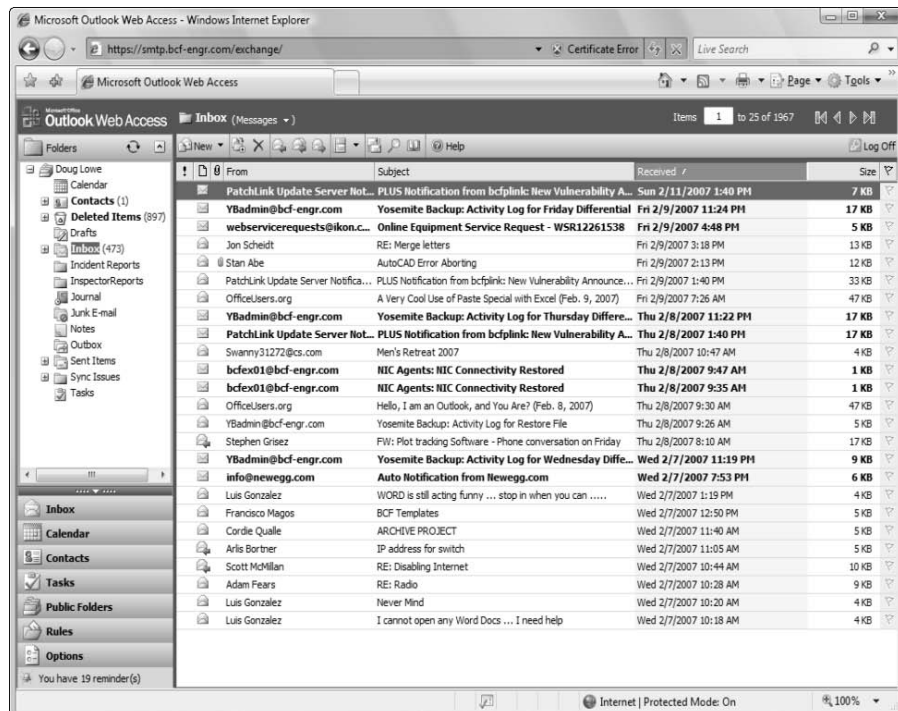 Microsoft Outlook Web Access - Windows Internet Explorer
https://smtp.bcf-engr.com/exchange/ Certificate Error Live Search
Microsoft Outlook Web Access Page Tools
Microsoft Office
Outlook Web Access Inbox (Messages) Items 1 to 25 of 1967
Folders New Help Log Off
! From Subject Received Size
Doug Lowe
Calendar
Contacts (1)
Deleted Items (897)
Drafts
Inbox (473)
Incident Reports
InspectorReports
Journal
Junk E-mail
Notes
Outbox
Sent Items
Sync Issues
Tasks
PatchLink Update Server Not... PLUS Notification from bcfplink: New Vulnerability A... Sun 2/11/2007 1:40 PM 7 KB
YBadmin@bcf-engr.com Yosemite Backup: Activity Log for Friday Differential Fri 2/9/2007 11:24 PM 17 KB
webservicerequests@ikon.c... Online Equipment Service Request - WSR12261538 Fri 2/9/2007 4:48 PM 5 KB
Jon Scheidt RE: Merge letters Fri 2/9/2007 3:18 PM 13 KB
Stan Abe AutoCAD Error Aborting Fri 2/9/2007 2:13 PM 12 KB
PatchLink Update Server Notifica... PLUS Notification from bcfplink: New Vulnerability Announce... Fri 2/9/2007 1:40 PM 33 KB
OfficeUsers.org A Very Cool Use of Paste Special with Excel (Feb. 9, 2007) Fri 2/9/2007 7:26 AM 47 KB
YBadmin@bcf-engr.com Yosemite Backup: Activity Log for Thursday Differe... Thu 2/8/2007 11:22 PM 17 KB
PatchLink Update Server Not... PLUS Notification from bcfplink: New Vulnerability A... Thu 2/8/2007 1:40 PM 17 KB
Swanny31272@cs.com Men's Retreat 2007 Thu 2/8/2007 10:47 AM 4 KB
bcfex01@bcf-engr.com NIC Agents: NIC Connectivity Restored Thu 2/8/2007 9:47 AM 1 KB
bcfex01@bcf-engr.com NIC Agents: NIC Connectivity Restored Thu 2/8/2007 9:35 AM 1 KB
OfficeUsers.org Hello, I am an Outlook, and You Are? (Feb. 8, 2007) Thu 2/8/2007 9:30 AM 47 KB
YBadmin@bcf-engr.com Yosemite Backup: Activity Log for Restore File Thu 2/8/2007 9:26 AM 5 KB
Stephen Grisez FW: Plot tracking Software - Phone conversation on Friday Thu 2/8/2007 8:10 AM 17 KB
YBadmin@bcf-engr.com Yosemite Backup: Activity Log for Wednesday Diffe... Wed 2/7/2007 11:19 PM 9 KB
info@newegg.com Auto Notification from Newegg.com Wed 2/7/2007 7:53 PM 6 KB
Luis Gonzalez WORD is still acting funny ... stop in when you can ..... Wed 2/7/2007 1:19 PM 4 KB
Francisco Magos BCF Templates Wed 2/7/2007 12:50 PM 5 KB
Cordie Qualle ARCHIVE PROJECT Wed 2/7/2007 11:40 AM 5 KB
Arlis Bortner IP address for switch Wed 2/7/2007 11:05 AM 5 KB
Scott McMillan RE: Disabling Internet Wed 2/7/2007 10:44 AM 10 KB
Adam Fears RE: Radio Wed 2/7/2007 10:28 AM 9 KB
Luis Gonzalez Never Mind Wed 2/7/2007 10:20 AM 4 KB
Luis Gonzalez I cannot open any Word Docs ... I need help Wed 2/7/2007 10:18 AM 4 KB
Inbox
Calendar
Contacts
Tasks
Public Folders
Rules
Options
You have 19 reminder(s)
Internet | Protected Mode: On 100%